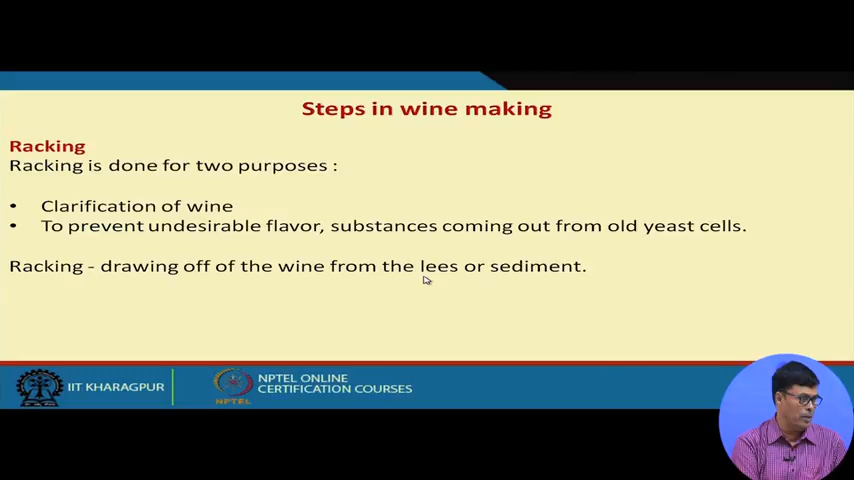 Steps in wine making
Racking
Racking is done for two purposes :
• Clarification of wine
• To prevent undesirable flavor, substances coming out from old yeast cells.
Racking - drawing off of the wine from the lees or sediment.
IIT KHARAGPUR
NPTEL
NPTEL ONLINE
CERTIFICATION COURSES